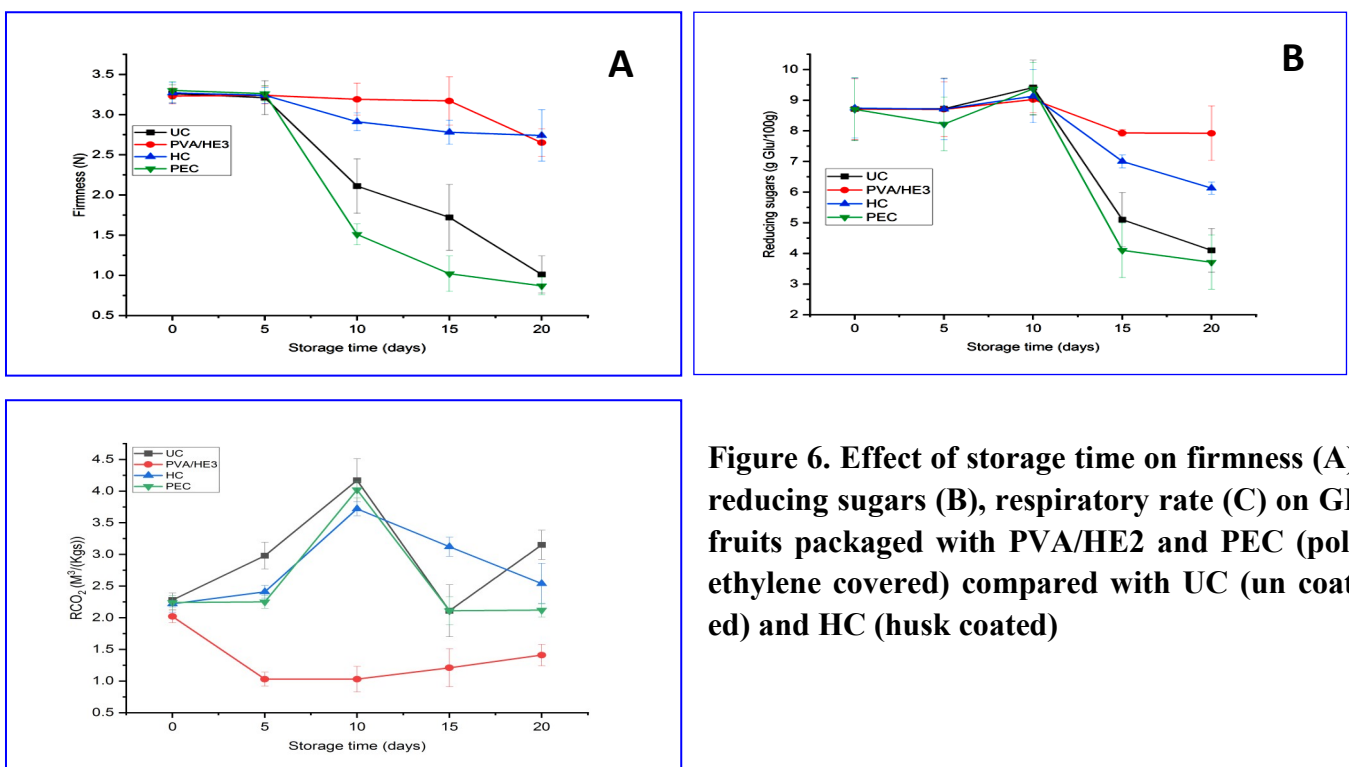 A
3.5
3.0
2.5
2.0
1.5
1.0
0.5
Firmness (N)
UC
PVA/HE3
HC
PEC
0 5 10 15 20
Storage time (days)
B
10
9
8
7
6
5
4
3
2
Reducing sugars (g Glu/100g)
UC
PVA/HE3
HC
PEC
0 5 10 15 20
Storage time (days)
4.5
4.0
3.5
3.0
2.5
2.0
1.5
1.0
0.5
RCO₂ (M³/(Kgs))
UC
PVA/HE3
HC
PEC
0 5 10 15 20
Storage time (days)
Figure 6. Effect of storage time on firmness (A)
reducing sugars (B), respiratory rate (C) on
fruits packaged with PVA/HE2 and PEC (pol
ethylene covered) compared with UC (un coat
ed) and HC (husk coated)